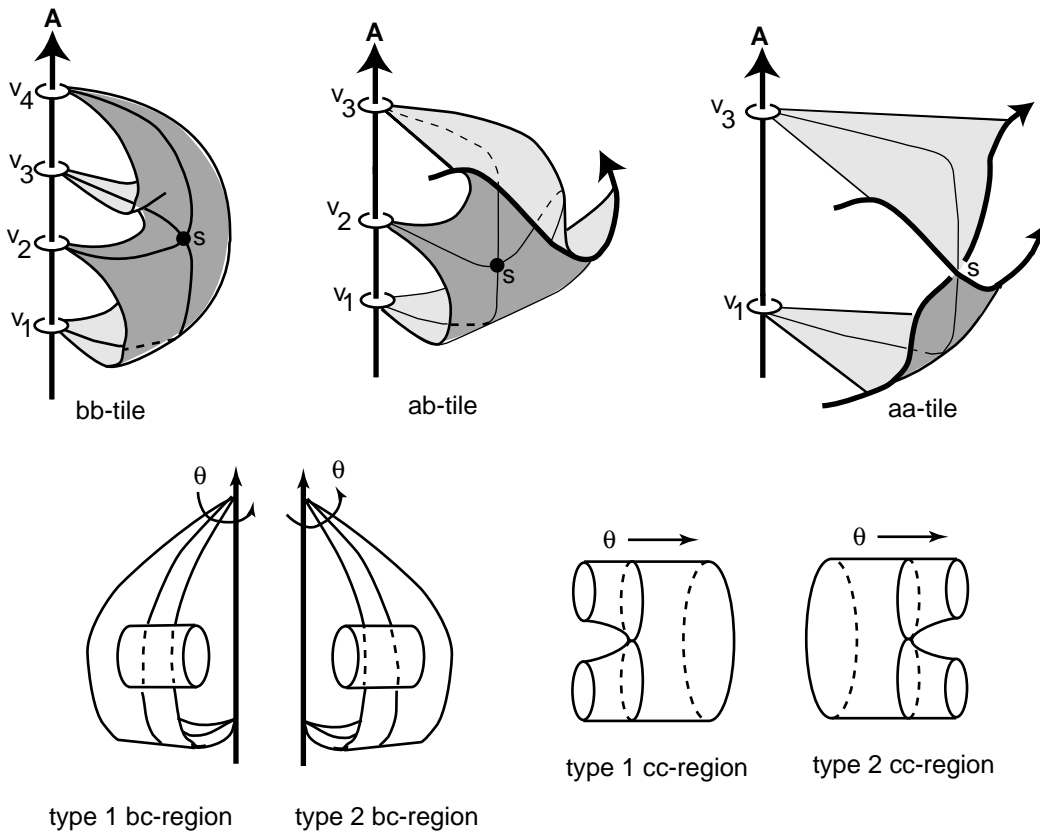 A
v4
v3
v2
v1
s
bb-tile
A
v3
v2
v1
s
ab-tile
A
v3
v1
s
aa-tile
θ
θ
type 1 bc-region
type 2 bc-region
θ
θ
type 1 cc-region
type 2 cc-region